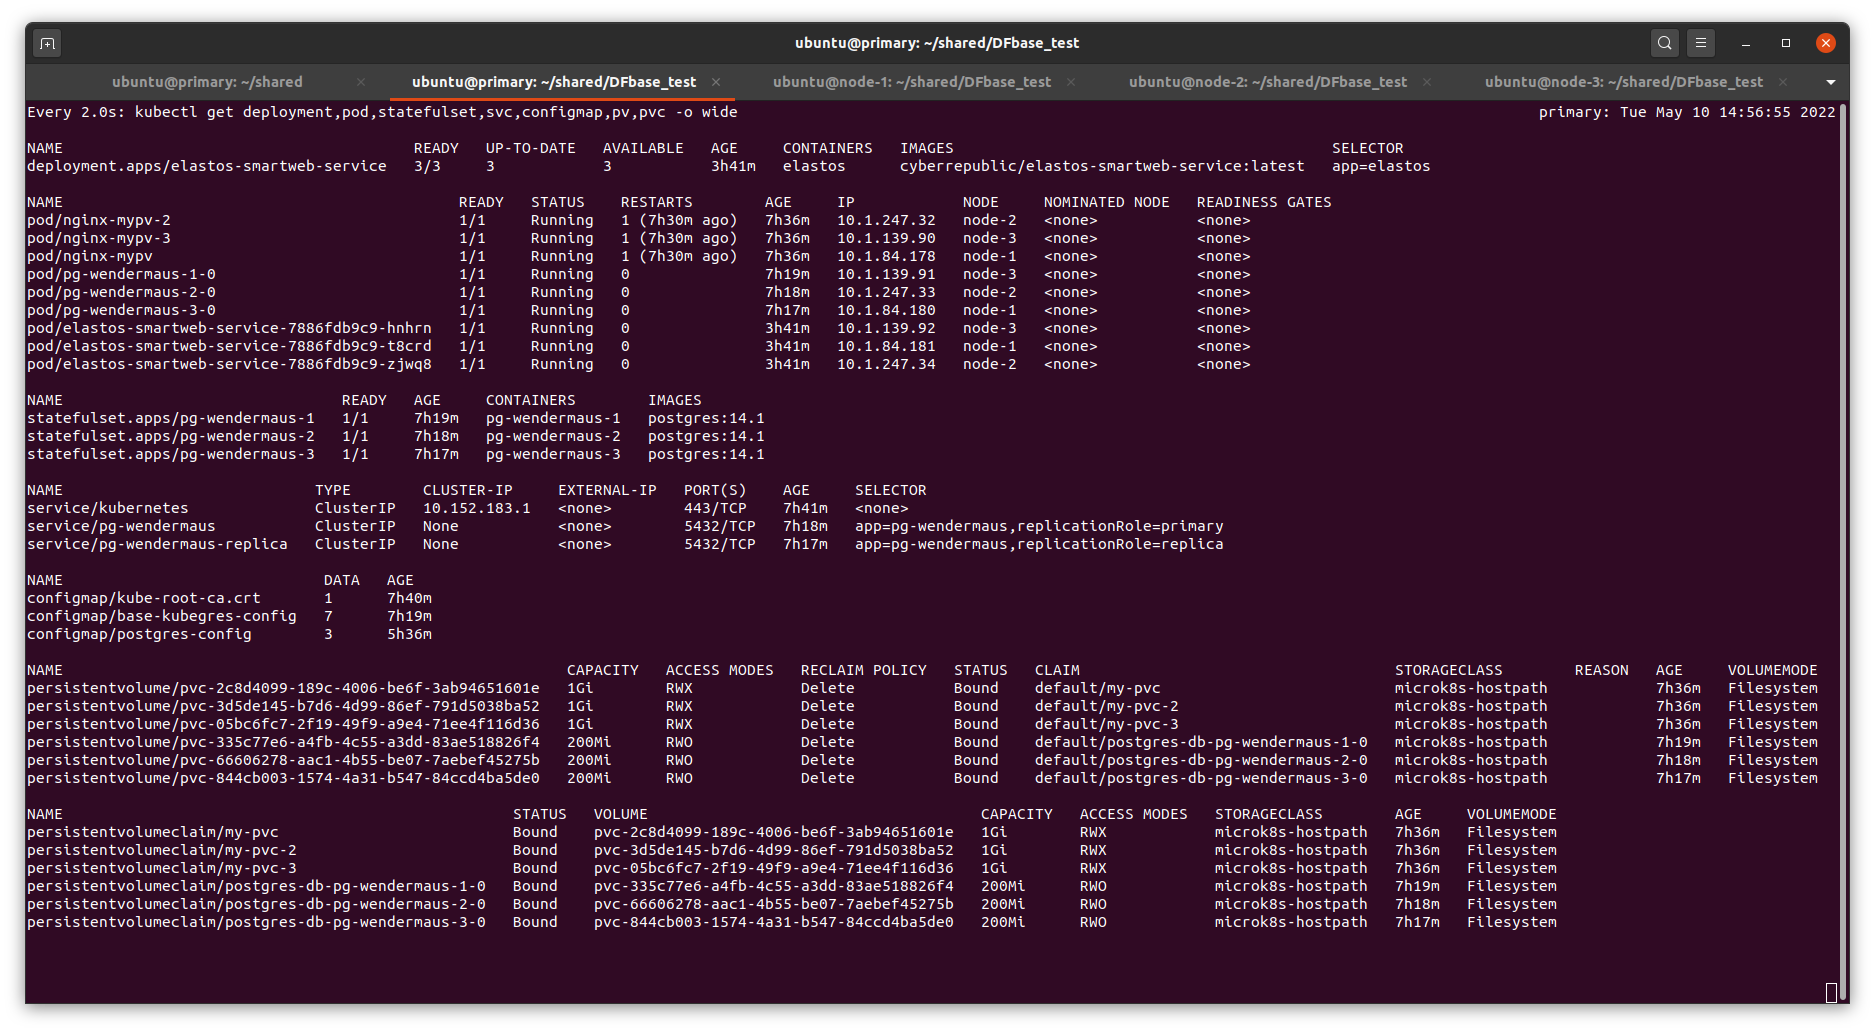 ubuntu@primary: ~/shared/DFbase_test
ubuntu@primary: ~/shared × ubuntu@primary: ~/shared/DFbase_test × ubuntu@node-1: ~/shared/DFbase_test × ubuntu@node-2: ~/shared/DFbase_test × ubuntu@node-3: ~/shared/DFbase_test ×
Every 2.0s: kubectl get deployment,pod,statefulset,svc,configmap,pv,pvc -o wide primary: Tue May 10 14:56:55 2022
NAME READY UP-TO-DATE AVAILABLE AGE CONTAINERS IMAGES SELECTOR
deployment.apps/elastos-smartweb-service 3/3 3 3 3h41m elastos cyberrepublic/elastos-smartweb-service:latest app=elastos
NAME READY STATUS RESTARTS AGE IP NODE NOMINATED NODE READINESS GATES
pod/nginx-mypv-2 1/1 Running 1 (7h30m ago) 7h36m 10.1.247.32 node-2 <none> <none>
pod/nginx-mypv-3 1/1 Running 1 (7h30m ago) 7h36m 10.1.139.90 node-3 <none> <none>
pod/nginx-mypv 1/1 Running 1 (7h30m ago) 7h36m 10.1.84.178 node-1 <none> <none>
pod/pg-wendermaus-1-0 1/1 Running 0 7h19m 10.1.139.91 node-3 <none> <none>
pod/pg-wendermaus-2-0 1/1 Running 0 7h18m 10.1.247.33 node-2 <none> <none>
pod/pg-wendermaus-3-0 1/1 Running 0 7h17m 10.1.84.180 node-1 <none> <none>
pod/elastos-smartweb-service-7886fdb9c9-hnhrn 1/1 Running 0 3h41m 10.1.139.92 node-3 <none> <none>
pod/elastos-smartweb-service-7886fdb9c9-t8crd 1/1 Running 0 3h41m 10.1.84.181 node-1 <none> <none>
pod/elastos-smartweb-service-7886fdb9c9-zjwq8 1/1 Running 0 3h41m 10.1.247.34 node-2 <none> <none>
NAME READY AGE CONTAINERS IMAGES
statefulset.apps/pg-wendermaus-1 1/1 7h19m pg-wendermaus-1 postgres:14.1
statefulset.apps/pg-wendermaus-2 1/1 7h18m pg-wendermaus-2 postgres:14.1
statefulset.apps/pg-wendermaus-3 1/1 7h17m pg-wendermaus-3 postgres:14.1
NAME TYPE CLUSTER-IP EXTERNAL-IP PORT(S) AGE SELECTOR
service/kubernetes ClusterIP 10.152.183.1 <none> 443/TCP 7h41m <none>
service/pg-wendermaus ClusterIP None <none> 5432/TCP 7h18m app=pg-wendermaus,replicationRole=primary
service/pg-wendermaus-replica ClusterIP None <none> 5432/TCP 7h17m app=pg-wendermaus,replicationRole=replica
NAME DATA AGE
configmap/kube-root-ca.crt 1 7h40m
configmap/base-kubegres-config 7 7h19m
configmap/postgres-config 3 5h36m
NAME CAPACITY ACCESS MODES RECLAIM POLICY STATUS CLAIM STORAGECLASS REASON AGE VOLUMEMODE
persistentvolume/pvc-2c8d4099-189c-4006-be6f-3ab94651601e 1Gi RWX Delete Bound default/my-pvc microk8s-hostpath 7h36m Filesystem
persistentvolume/pvc-3d5de145-b7d6-4d99-86ef-791d5038ba52 1Gi RWX Delete Bound default/my-pvc-2 microk8s-hostpath 7h36m Filesystem
persistentvolume/pvc-05bc6fc7-2f19-49f9-a9e4-71ee4f116d36 1Gi RWX Delete Bound default/my-pvc-3 microk8s-hostpath 7h36m Filesystem
persistentvolume/pvc-335c77e6-a4fb-4c55-a3dd-83ae518826f4 200Mi RWO Delete Bound default/postgres-db-pg-wendermaus-1-0 microk8s-hostpath 7h19m Filesystem
persistentvolume/pvc-66606278-aac1-4b55-be07-7aebef45275b 200Mi RWO Delete Bound default/postgres-db-pg-wendermaus-2-0 microk8s-hostpath 7h18m Filesystem
persistentvolume/pvc-844cb003-1574-4a31-b547-84ccd4ba5de0 200Mi RWO Delete Bound default/postgres-db-pg-wendermaus-3-0 microk8s-hostpath 7h17m Filesystem
NAME STATUS VOLUME CAPACITY ACCESS MODES STORAGECLASS AGE VOLUMEMODE
persistentvolumeclaim/my-pvc Bound pvc-2c8d4099-189c-4006-be6f-3ab94651601e 1Gi RWX microk8s-hostpath 7h36m Filesystem
persistentvolumeclaim/my-pvc-2 Bound pvc-3d5de145-b7d6-4d99-86ef-791d5038ba52 1Gi RWX microk8s-hostpath 7h36m Filesystem
persistentvolumeclaim/my-pvc-3 Bound pvc-05bc6fc7-2f19-49f9-a9e4-71ee4f116d36 1Gi RWX microk8s-hostpath 7h36m Filesystem
persistentvolumeclaim/postgres-db-pg-wendermaus-1-0 Bound pvc-335c77e6-a4fb-4c55-a3dd-83ae518826f4 200Mi RWO microk8s-hostpath 7h19m Filesystem
persistentvolumeclaim/postgres-db-pg-wendermaus-2-0 Bound pvc-66606278-aac1-4b55-be07-7aebef45275b 200Mi RWO microk8s-hostpath 7h18m Filesystem
persistentvolumeclaim/postgres-db-pg-wendermaus-3-0 Bound pvc-844cb003-1574-4a31-b547-84ccd4ba5de0 200Mi RWO microk8s-hostpath 7h17m Filesystem